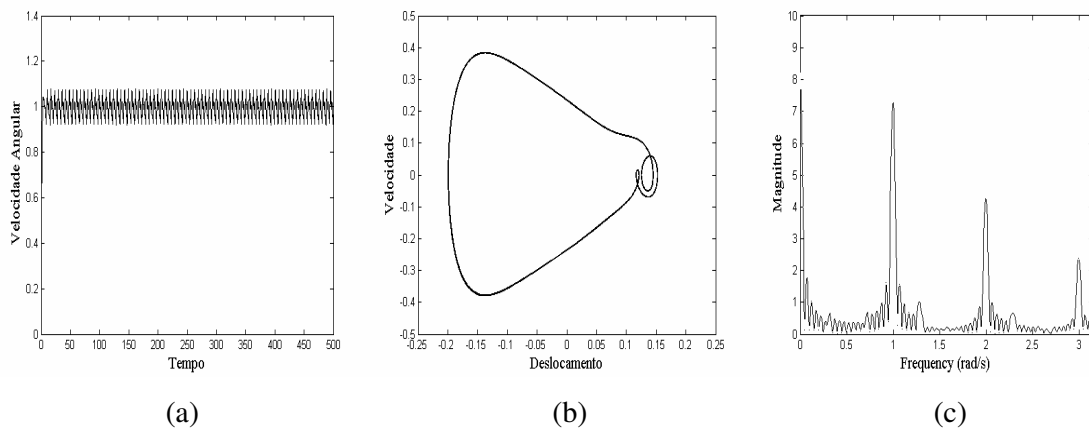 1.4
1.2
1
0.8
0.6
0.4
0.2
0
Velocidade Angular
0 50 100 150 200 250 300 350 400 450 500
Tempo
(a)
0.5
0.4
0.3
0.2
0.1
0
-0.1
-0.2
-0.3
-0.4
-0.5
Velocidade
-0.25 -0.2 -0.15 -0.1 -0.05 0 0.05 0.1 0.15 0.2 0.25
Deslocamento
(b)
10
9
8
7
6
5
4
3
2
1
0
Magnitude
0 0.5 1 1.5 2 2.5 3
Frequency (rad/s)
(c)